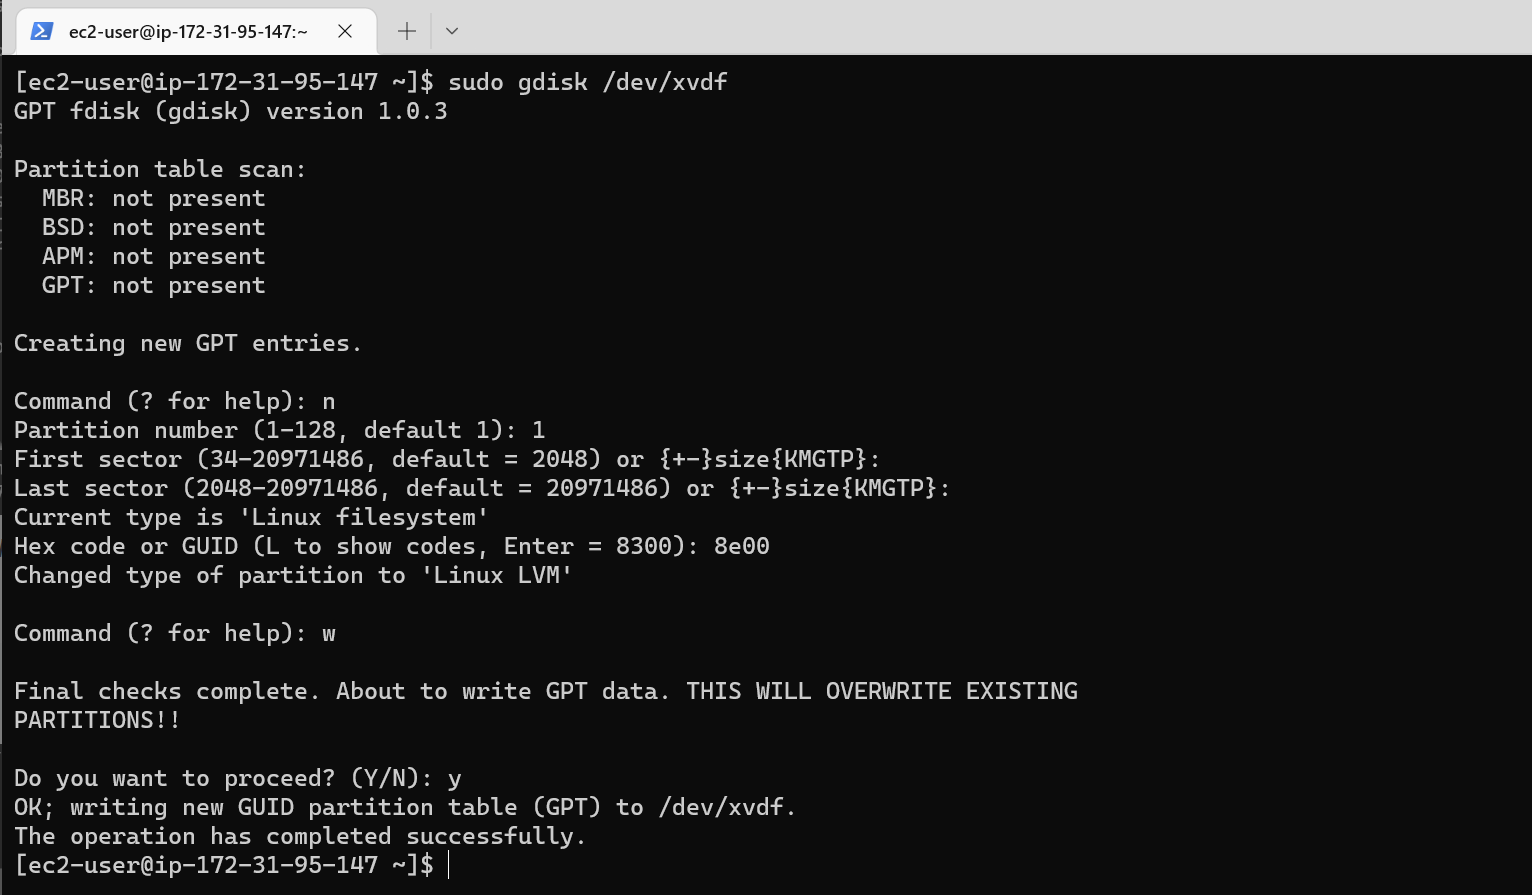 ec2-user@ip-172-31-95-147:~
[ec2-user@ip-172-31-95-147 ~]$ sudo gdisk /dev/xvdf
GPT fdisk (gdisk) version 1.0.3
Partition table scan:
  MBR: not present
  BSD: not present
  APM: not present
  GPT: not present
Creating new GPT entries.
Command (? for help): n
Partition number (1-128, default 1): 1
First sector (34-20971486, default = 2048) or {+-}size{KMGTP}:
Last sector (2048-20971486, default = 20971486) or {+-}size{KMGTP}:
Current type is 'Linux filesystem'
Hex code or GUID (L to show codes, Enter = 8300): 8e00
Changed type of partition to 'Linux LVM'
Command (? for help): w
Final checks complete. About to write GPT data. THIS WILL OVERWRITE EXISTING
PARTITIONS!!
Do you want to proceed? (Y/N): y
OK; writing new GUID partition table (GPT) to /dev/xvdf.
The operation has completed successfully.
[ec2-user@ip-172-31-95-147 ~]$